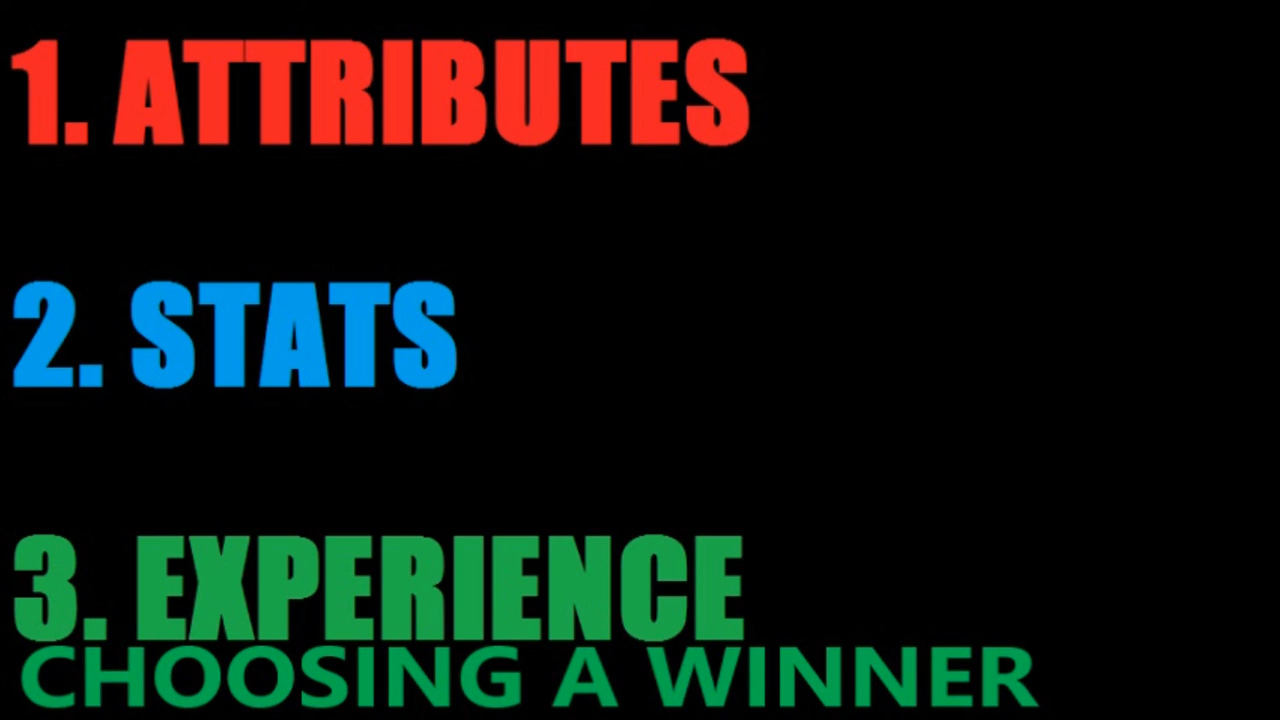 1. ATTRIBUTES
2. STATS
3. EXPERIENCE
CHOOSING A WINNER